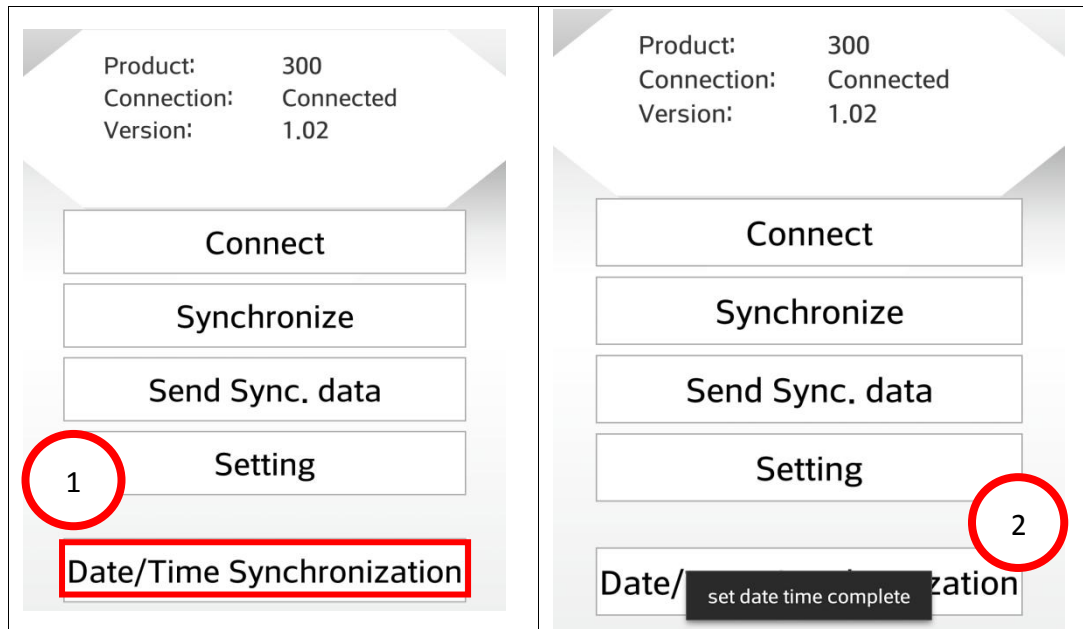 Product: 300
Connection: Connected
Version: 1.02
Connect
Synchronize
Send Sync. data
Setting
1
Date/Time Synchronization
Product: 300
Connection: Connected
Version: 1.02
Connect
Synchronize
Send Sync. data
Setting
2
Date/ zation
set date time complete